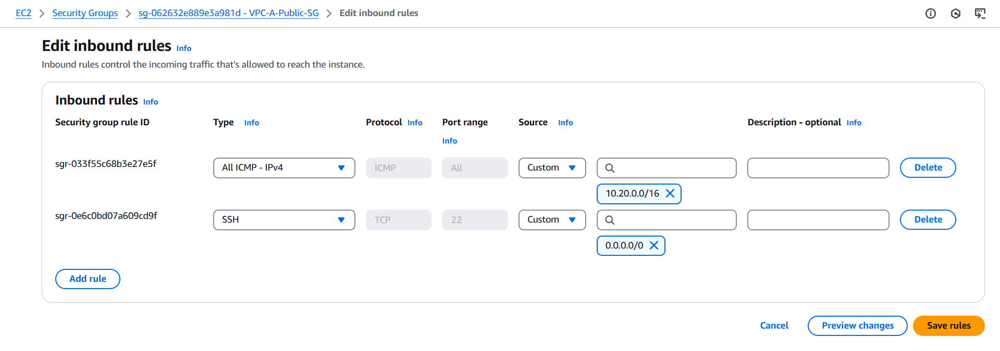 EC2 > Security Groups > sg-062632e889e3a981d - VPC-A-Public-SG > Edit inbound rules
Edit inbound rules Info
Inbound rules control the incoming traffic that's allowed to reach the instance.
Inbound rules Info
Security group rule ID Type Info Protocol Info Port range Info Source Info Description - optional Info
sgr-033f55c68b3e27e5f All ICMP - IPv4 ICMP All Custom Delete
10.20.0.0/16
sgr-0e6c0bd07a609cd9f SSH TCP 22 Custom Delete
0.0.0.0/0
Add rule
Cancel Preview changes Save rules